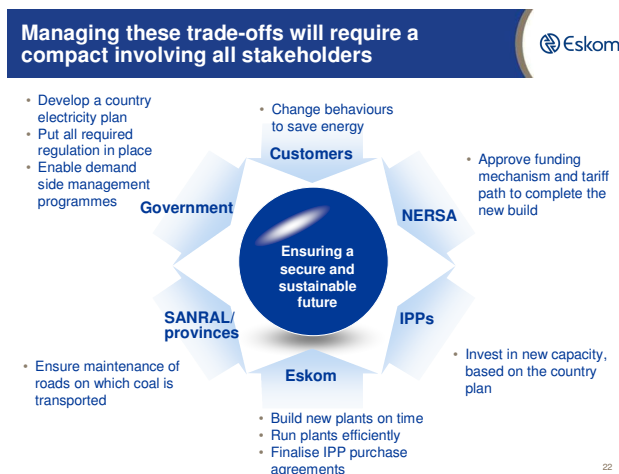 Managing these trade-offs will require a
compact involving all stakeholders
Eskom
• Develop a country
electricity plan
• Put all required
regulation in place
• Enable demand
side management
programmes
Government
• Change behaviours
to save energy
Customers
• Approve funding
mechanism and tariff
path to complete the
new build
NERSA
Ensuring a
secure and
sustainable
future
SANRAL/
provinces
• Ensure maintenance of
roads on which coal is
transported
IPPs
• Invest in new capacity,
based on the country
plan
Eskom
• Build new plants on time
• Run plants efficiently
• Finalise IPP purchase
agreements
22